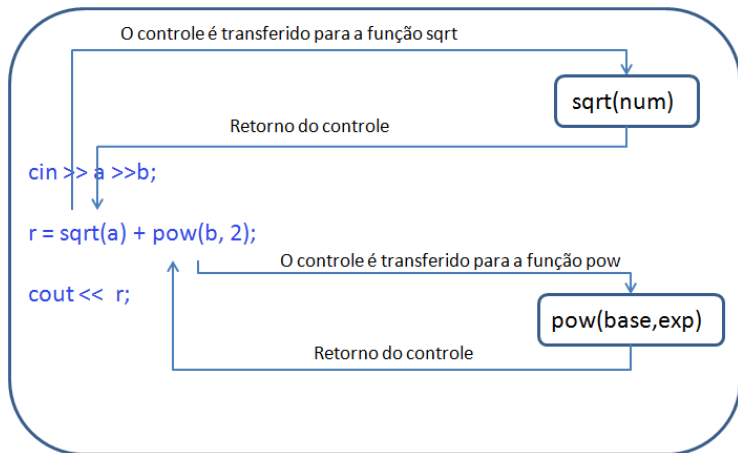 O controle é transferido para a função sqrt
sqrt(num)
Retorno do controle
cin >> a >>b;
r = sqrt(a) + pow(b, 2);
O controle é transferido para a função pow
cout << r;
pow(base,exp)
Retorno do controle